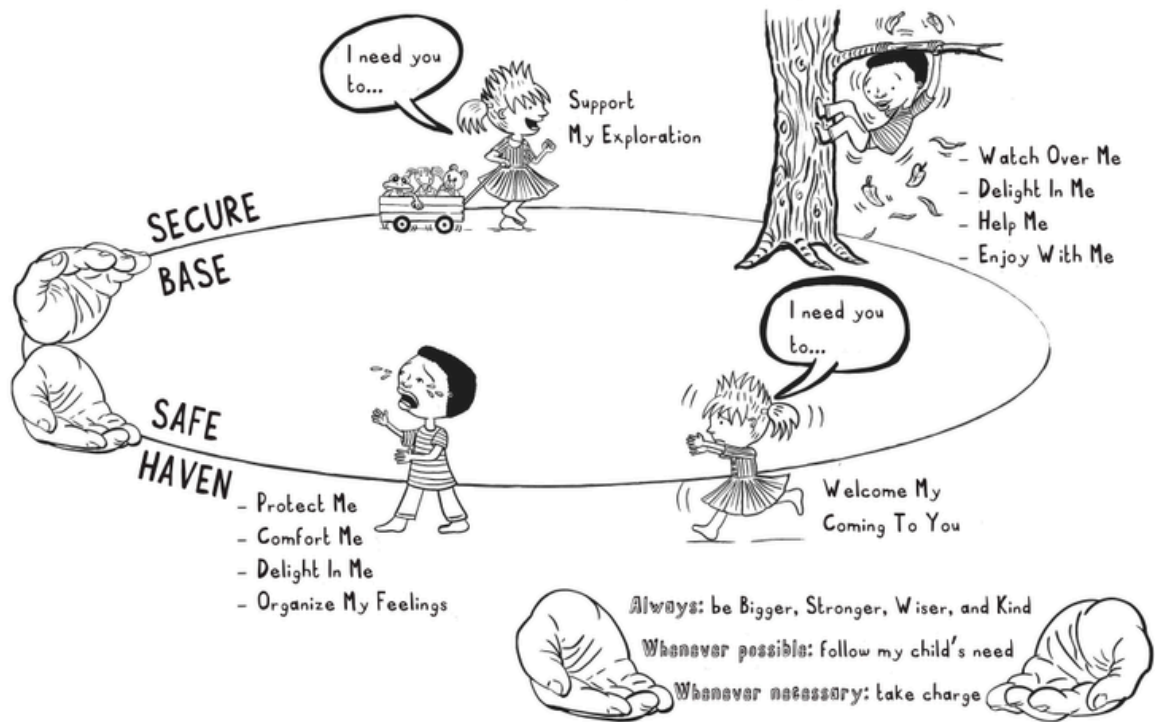 I need you
to...
Support
My Exploration
- Watch Over Me
- Delight In Me
- Help Me
- Enjoy With Me
SECURE
BASE
I need you
to...
Welcome My
Coming To You
SAFE
HAVEN
- Protect Me
- Comfort Me
- Delight In Me
- Organize My Feelings
Always: be Bigger, Stronger, Wiser, and Kind
Whenever possible: follow my child's need
Whenever necessary: take charge